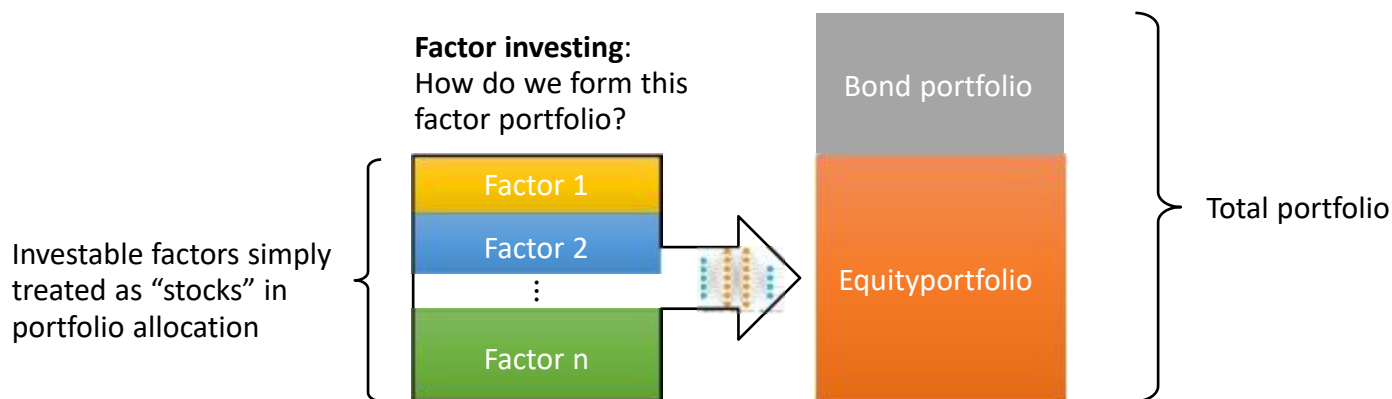 Factor investing:
How do we form this
factor portfolio?
Bond portfolio
Factor 1
Factor 2
⋮
Factor n
Investable factors simply
treated as “stocks” in
portfolio allocation
Equityportfolio
Total portfolio